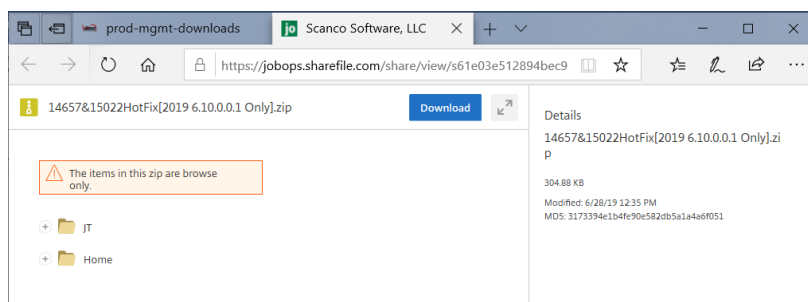 prod-mgmt-downloads
jo Scanco Software, LLC
https://jobops.sharefile.com/share/view/s61e03e512894bec9
14657&15022HotFix[2019 6.10.0.0.1 Only].zip
Download
The items in this zip are browse
only.
JT
Home
Details
14657&15022HotFix[2019 6.10.0.0.1 Only].zi
p
304.88 KB
Modified: 6/28/19 12:35 PM
MD5: 3173394e1b4fe90e582db5a1a4a6f051